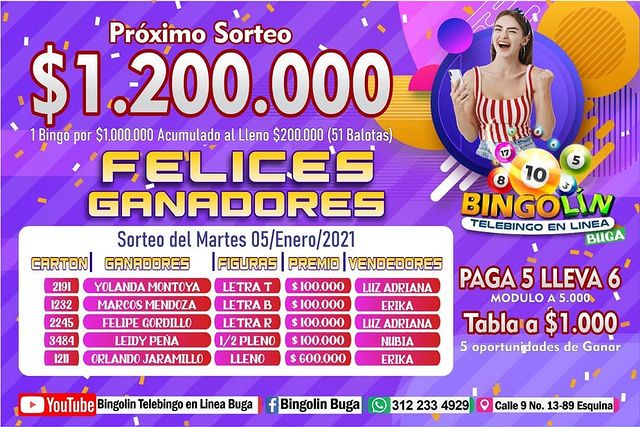 Próximo Sorteo
$1.200.000
1 Bingo por $1.000.000 Acumulado al Lleno $200.000 (51 Balotas)
FELICES
GANADORES
17
5
8
10
BINGOLÍN
TELEBINGO EN LINEA
BUGA
Sorteo del Martes 05/Enero/2021
CARTON GANADORES FIGURAS PREMIO VENDEDORES
2191 YOLANDA MONTOYA LETRA T $ 100.000 LUZ ADRIANA
1232 MARCOS MENDOZA LETRA B $ 100.000 ERIKA
2245 FELIPE GORDILLO LETRA R $ 100.000 LUZ ADRIANA
3484 LEIDY PEÑA 1/2 PLENO $ 100.000 NUBIA
1211 ORLANDO JARAMILLO LLENO $ 600.000 ERIKA
PAGA 5 LLEVA 6
MODULO A 5.000
Tabla a $1.000
5 oportunidades de Ganar
YouTube Bingolin Telebingo en Linea Buga Bingolin Buga 312 233 4929 Calle 9 No. 13-89 Esquina